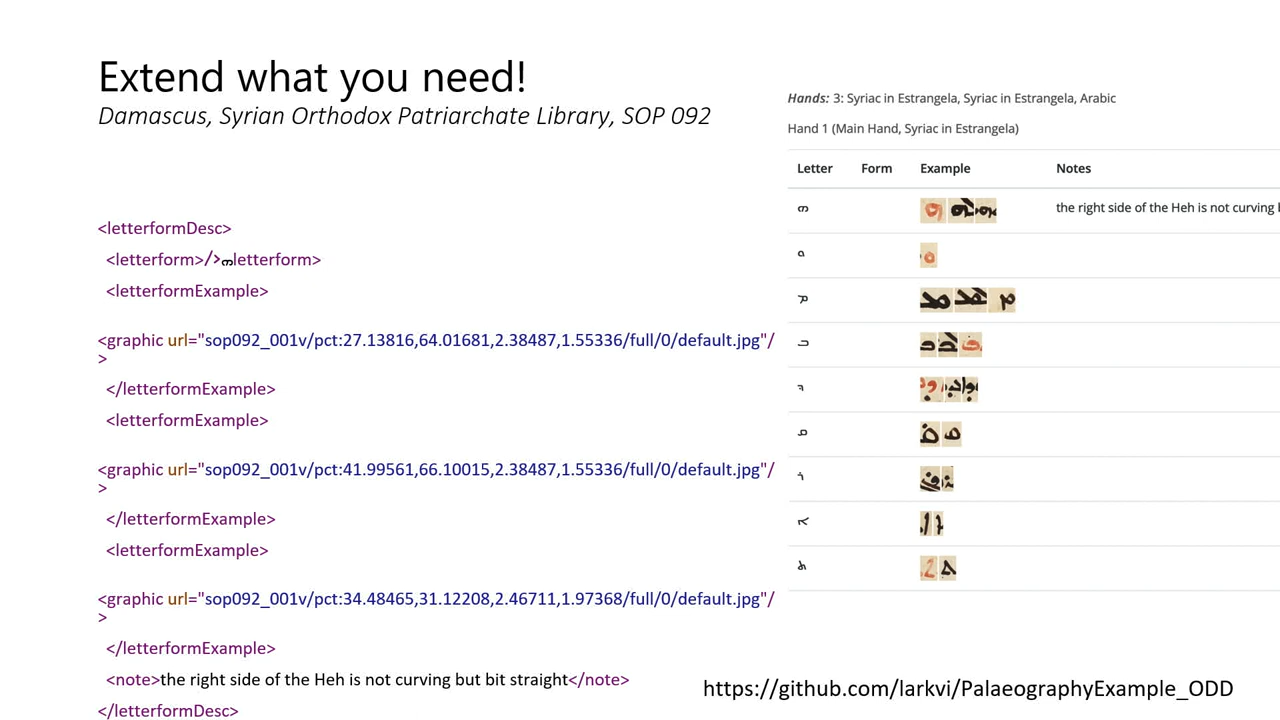 Extend what you need!
Damascus, Syrian Orthodox Patriarchate Library, SOP 092
<letterformDesc>
<letterform>/>ܗletterform>
<letterformExample>
<graphic url="sop092_001v/pct:27.13816,64.01681,2.38487,1.55336/full/0/default.jpg"/
>
</letterformExample>
<letterformExample>
<graphic url="sop092_001v/pct:41.99561,66.10015,2.38487,1.55336/full/0/default.jpg"/
>
</letterformExample>
<letterformExample>
<graphic url="sop092_001v/pct:34.48465,31.12208,2.46711,1.97368/full/0/default.jpg"/
>
</letterformExample>
<note>the right side of the Heh is not curving but bit straight</note>
</letterformDesc>
Hands: 3: Syriac in Estrangela, Syriac in Estrangela, Arabic
Hand 1 (Main Hand, Syriac in Estrangela)
Letter Form Example Notes
ܗ the right side of the Heh is not curving
https://github.com/larkvi/PalaeographyExample_ODD